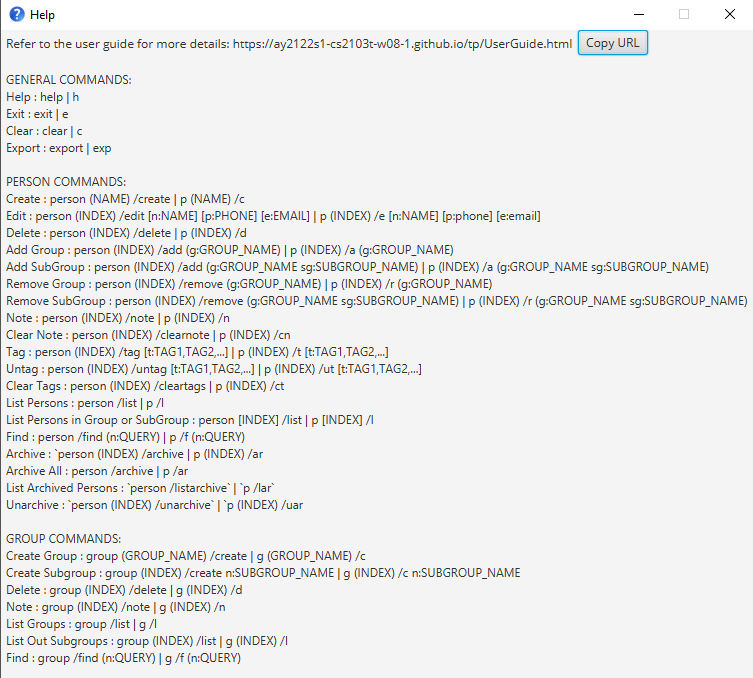 Help
Refer to the user guide for more details: https://ay2122s1-cs2103t-w08-1.github.io/tp/UserGuide.html Copy URL
GENERAL COMMANDS:
Help : help | h
Exit : exit | e
Clear : clear | c
Export : export | exp
PERSON COMMANDS:
Create : person (NAME) /create | p (NAME) /c
Edit : person (INDEX) /edit [n:NAME] [p:PHONE] [e:EMAIL] | p (INDEX) /e [n:NAME] [p:phone] [e:email]
Delete : person (INDEX) /delete | p (INDEX) /d
Add Group : person (INDEX) /add (g:GROUP_NAME) | p (INDEX) /a (g:GROUP_NAME)
Add SubGroup : person (INDEX) /add (g:GROUP_NAME sg:SUBGROUP_NAME) | p (INDEX) /a (g:GROUP_NAME sg:SUBGROUP_NAME)
Remove Group : person (INDEX) /remove (g:GROUP_NAME) | p (INDEX) /r (g:GROUP_NAME)
Remove SubGroup : person (INDEX) /remove (g:GROUP_NAME sg:SUBGROUP_NAME) | p (INDEX) /r (g:GROUP_NAME sg:SUBGROUP_NAME)
Note : person (INDEX) /note | p (INDEX) /n
Clear Note : person (INDEX) /clearnote | p (INDEX) /cn
Tag : person (INDEX) /tag [t:TAG1,TAG2,...] | p (INDEX) /t [t:TAG1,TAG2,...]
Untag : person (INDEX) /untag [t:TAG1,TAG2,...] | p (INDEX) /ut [t:TAG1,TAG2,...]
Clear Tags : person (INDEX) /cleartags | p (INDEX) /ct
List Persons : person /list | p /l
List Persons in Group or SubGroup : person [INDEX] /list | p [INDEX] /l
Find : person /find (n:QUERY) | p /f (n:QUERY)
Archive : `person (INDEX) /archive | p (INDEX) /ar
Archive All : person /archive | p /ar
List Archived Persons : `person /listarchive` | `p /lar`
Unarchive : `person (INDEX) /unarchive` | `p (INDEX) /uar
GROUP COMMANDS:
Create Group : group (GROUP_NAME) /create | g (GROUP_NAME) /c
Create Subgroup : group (INDEX) /create n:SUBGROUP_NAME | g (INDEX) /c n:SUBGROUP_NAME
Delete : group (INDEX) /delete | g (INDEX) /d
Note : group (INDEX) /note | g (INDEX) /n
List Groups : group /list | g /l
List Out Subgroups : group (INDEX) /list | g (INDEX) /l
Find : group /find (n:QUERY) | g /f (n:QUERY)